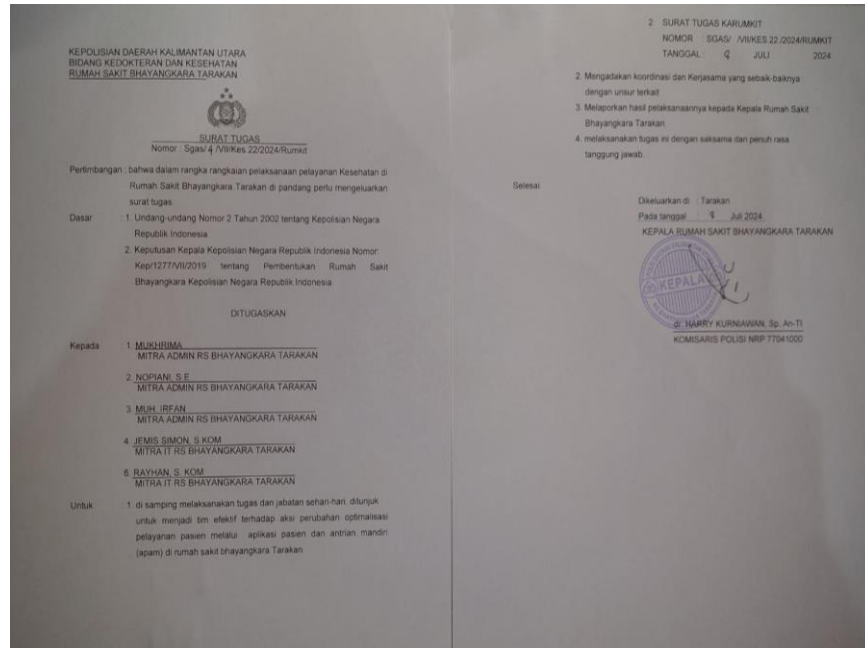 KEPOLISIAN DAERAH KALIMANTAN UTARA
BIDANG KEDOKTERAN DAN KESEHATAN
RUMAH SAKIT BHAYANGKARA TARAKAN
SURAT TUGAS
Nomor : Sgas/ 4 /VII/Kes.22/2024/Rumkit
Pertimbangan : bahwa dalam rangka rangkaian pelaksanaan pelayanan Kesehatan di
Rumah Sakit Bhayangkara Tarakan di pandang perlu mengeluarkan
surat tugas
Dasar : 1. Undang-undang Nomor 2 Tahun 2002 tentang Kepolisian Negara
Republik Indonesia
2. Keputusan Kepala Kepolisian Negara Republik Indonesia Nomor:
Kep/1277/VII/2019 tentang Pembentukan Rumah Sakit
Bhayangkara Kepolisian Negara Republik Indonesia
DITUGASKAN
Kepada : 1. MUKHRIMA
MITRA ADMIN RS BHAYANGKARA TARAKAN
2. NOPIANI, S.E
MITRA ADMIN RS BHAYANGKARA TARAKAN
3. MUH. IRFAN
MITRA ADMIN RS BHAYANGKARA TARAKAN
4. JEMIS SIMON, S.KOM
MITRA IT RS BHAYANGKARA TARAKAN
6. RAYHAN, S. KOM
MITRA IT RS BHAYANGKARA TARAKAN
Untuk : 1. di samping melaksanakan tugas dan jabatan sehari-hari, ditunjuk
untuk menjadi tim efektif terhadap aksi perubahan optimalisasi
pelayanan pasien melalui aplikasi pasien dan antrian mandiri
(apam) di rumah sakit bhayangkara Tarakan
2 SURAT TUGAS KARUMKIT
NOMOR : SGAS/ /VII/KES.22./2024/RUMKIT
TANGGAL : JULI 2024
2. Mengadakan koordinasi dan Kerjasama yang sebaik-baiknya
dengan unsur terkait
3. Melaporkan hasil pelaksanaannya kepada Kepala Rumah Sakit
Bhayangkara Tarakan.
4. melaksanakan tugas ini dengan saksama dan penuh rasa
tanggung jawab.
Selesai.
Dikeluarkan di : Tarakan
Pada tanggal : Juli 2024
KEPALA RUMAH SAKIT BHAYANGKARA TARAKAN
KEPALA
dr. HARRY KURNIAWAN, Sp. An-TI
KOMISARIS POLISI NRP 77041000